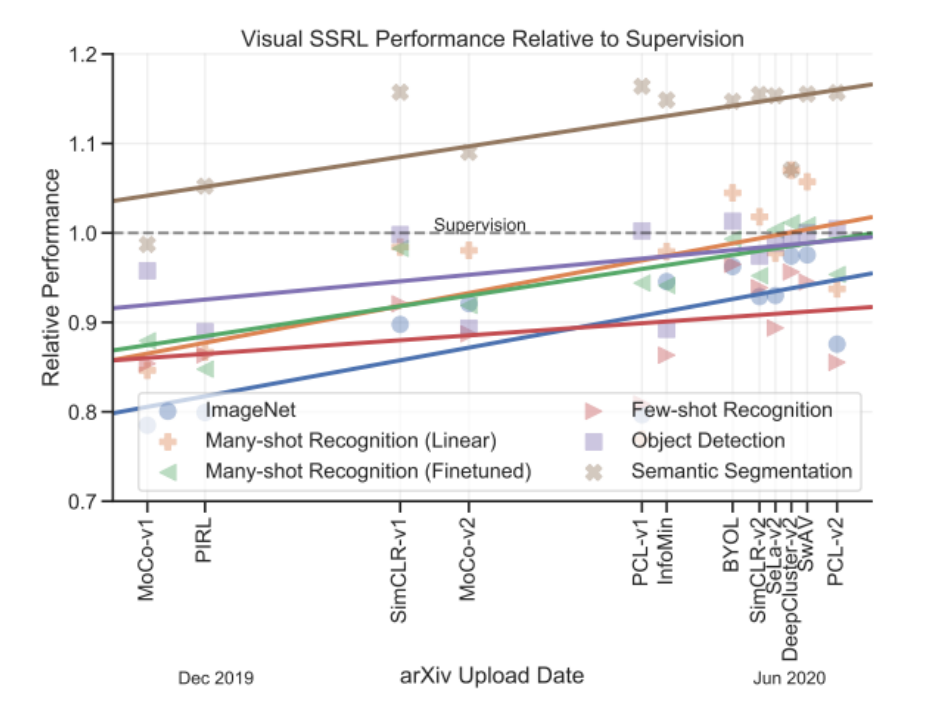 Visual SSRL Performance Relative to Supervision
Relative Performance
1.2
1.1
1.0
0.9
0.8
0.7
Supervision
ImageNet
Many-shot Recognition (Linear)
Many-shot Recognition (Finetuned)
Few-shot Recognition
Object Detection
Semantic Segmentation
MoCo-v1
PIRL
SimCLR-v1
MoCo-v2
PCL-v1
InfoMin
BYOL
SimCLR-v2
SeLa-v2
DeepCluster-v2
SwAV
PCL-v2
Dec 2019
arXiv Upload Date
Jun 2020